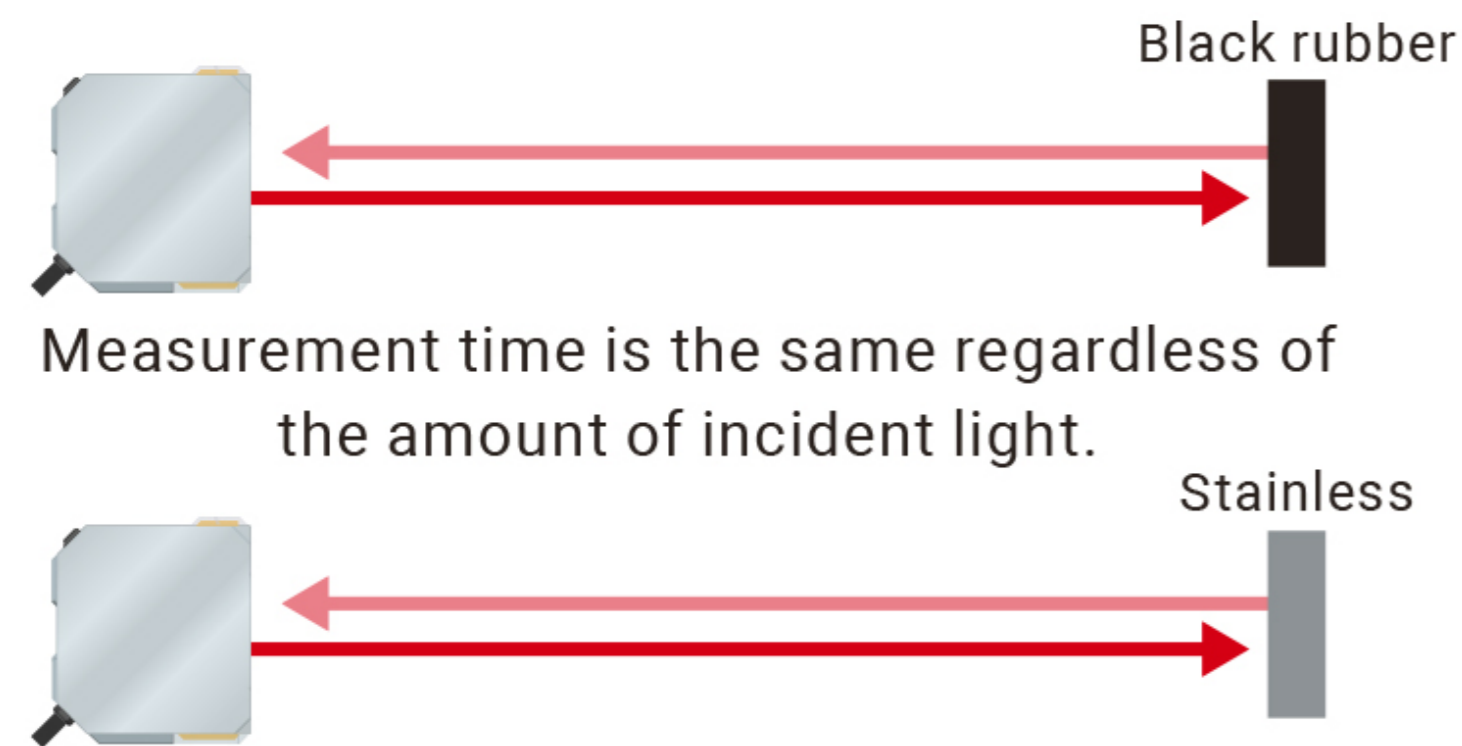 Black rubber
Measurement time is the same regardless of
the amount of incident light.
Stainless